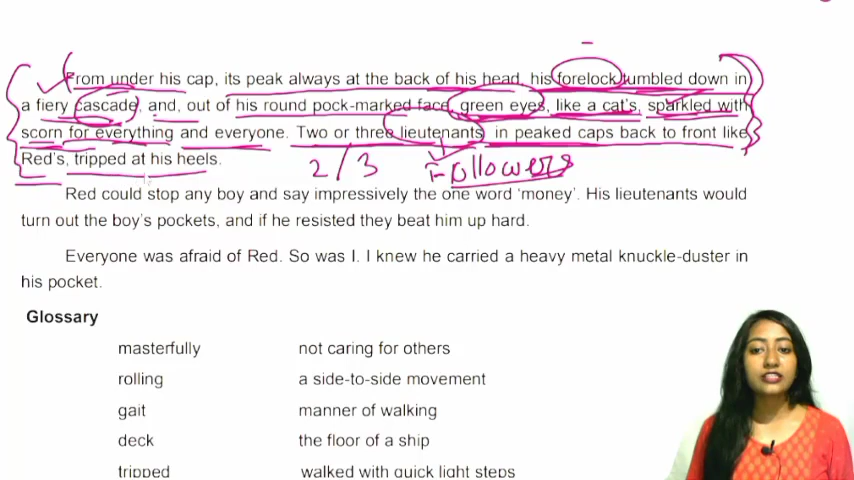 From under his cap, its peak always at the back of his head, his forelock tumbled down in
a fiery cascade, and, out of his round pock-marked face, green eyes, like a cat's, sparkled with
scorn for everything and everyone. Two or three lieutenants, in peaked caps back to front like
Red's, tripped at his heels.
2/3 Followers
Red could stop any boy and say impressively the one word 'money'. His lieutenants would
turn out the boy's pockets, and if he resisted they beat him up hard.
Everyone was afraid of Red. So was I. I knew he carried a heavy metal knuckle-duster in
his pocket.
Glossary
masterfully not caring for others
rolling a side-to-side movement
gait manner of walking
deck the floor of a ship
tripped walked with quick light steps